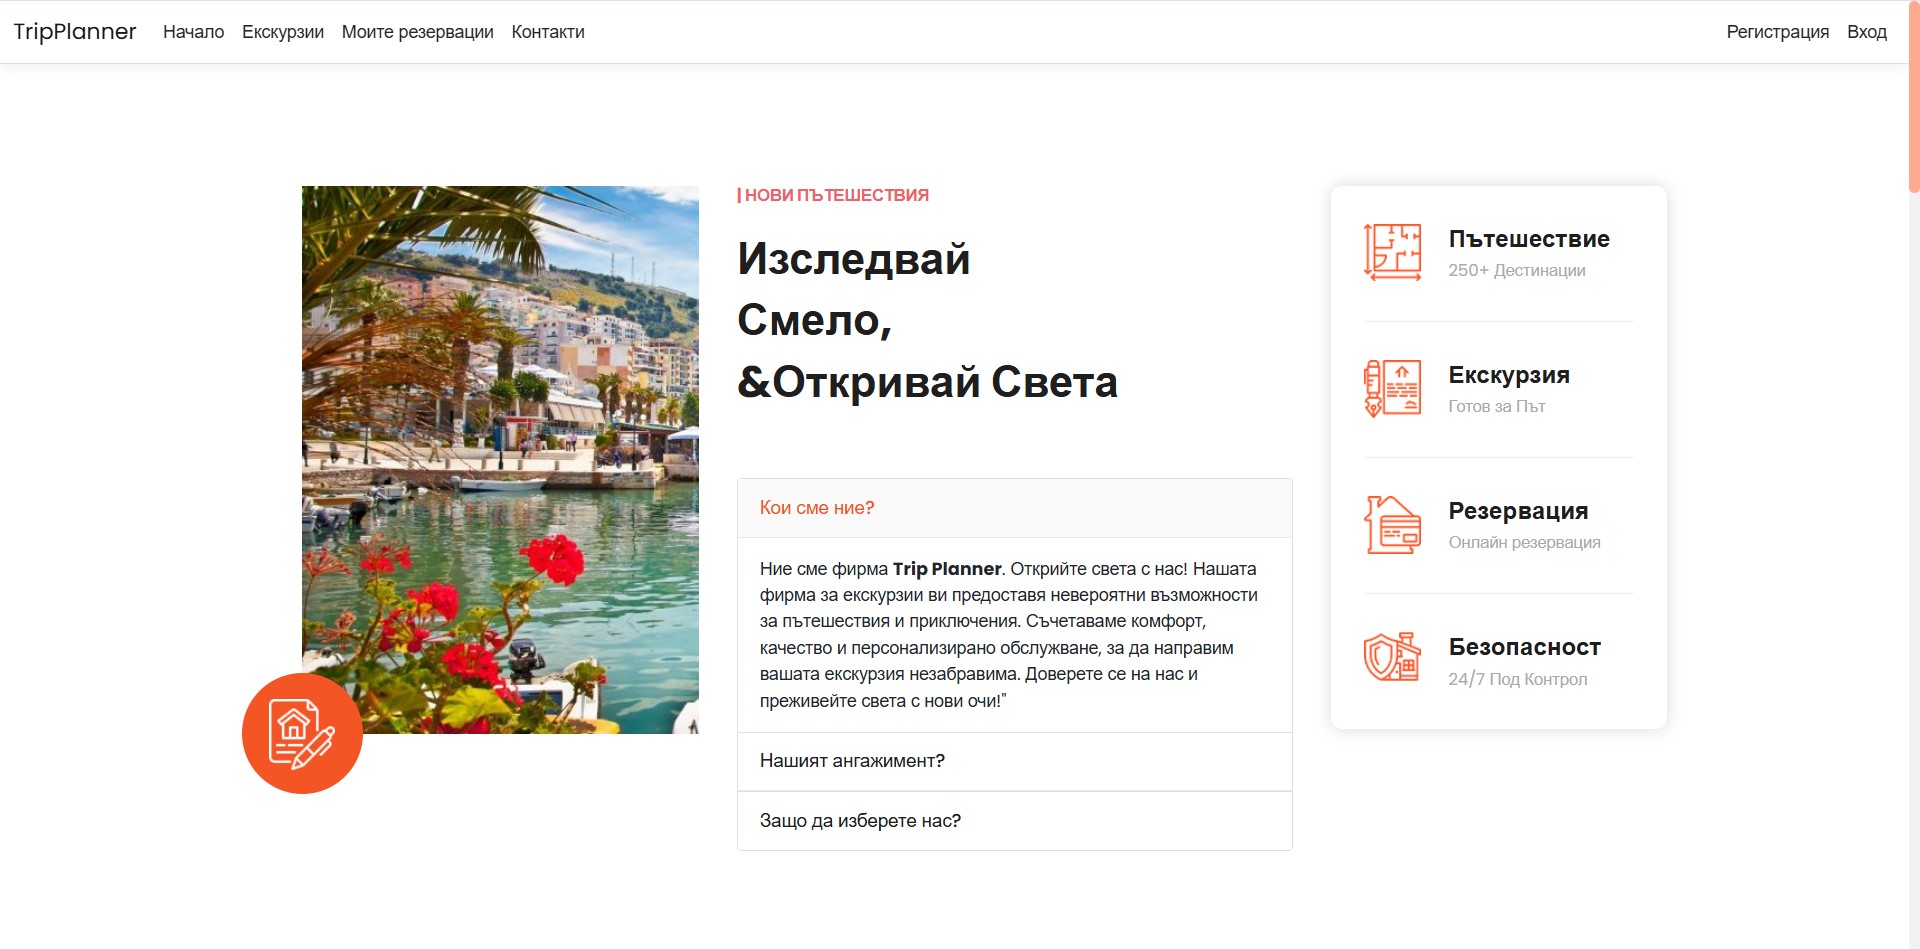 TripPlanner Начало Екскурзии Моите резервации Контакти Регистрация Вход
| НОВИ ПЪТЕШЕСТВИЯ
Изследвай
Смело,
&Откривай Света
Кои сме ние?
Ние сме фирма Trip Planner. Открийте света с нас! Нашата
фирма за екскурзии ви предоставя невероятни възможности
за пътешествия и приключения. Съчетаваме комфорт,
качество и персонализирано обслужване, за да направим
вашата екскурзия незабравима. Доверете се на нас и
преживейте света с нови очи!"
Нашият ангажимент?
Защо да изберете нас?
Пътешествие
250+ Дестинации
Екскурзия
Готов за Път
Резервация
Онлайн резервация
Безопасност
24/7 Под Контрол